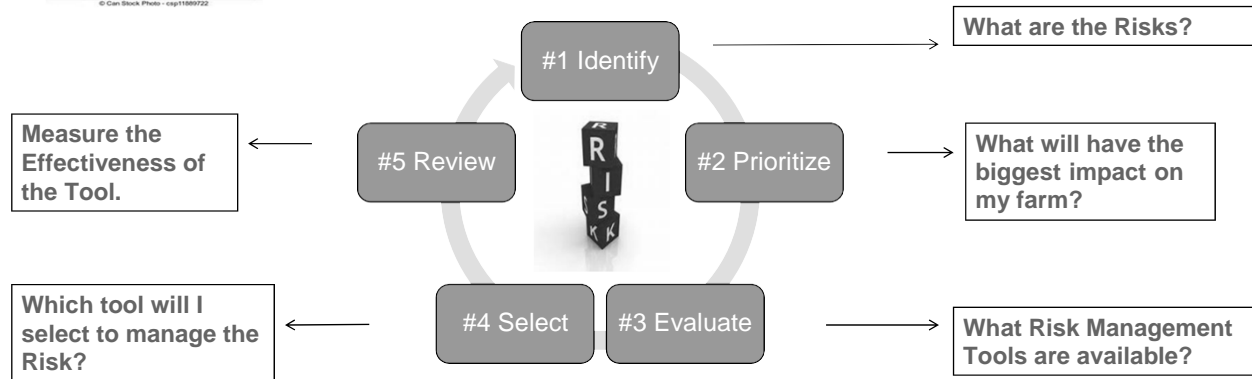 © Can Stock Photo - csp11889722
#1 Identify
What are the Risks?
#2 Prioritize
What will have the
biggest impact on
my farm?
#3 Evaluate
What Risk Management
Tools are available?
#4 Select
Which tool will I
select to manage the
Risk?
#5 Review
Measure the
Effectiveness of
the Tool.
R
R
I
S
S
K
K